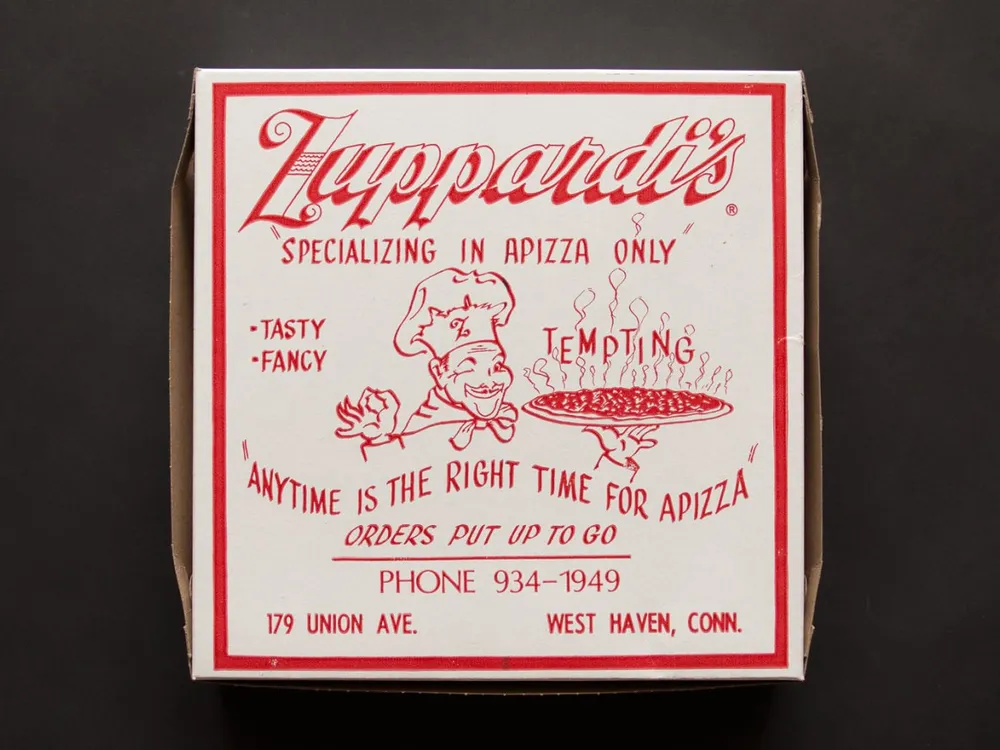 Zuppardi's®
"SPECIALIZING IN APIZZA ONLY"
Z
•TASTY
•FANCY
TEMPTING
"ANYTIME IS THE RIGHT TIME FOR APIZZA"
ORDERS PUT UP TO GO
PHONE 934-1949
179 UNION AVE. WEST HAVEN, CONN.